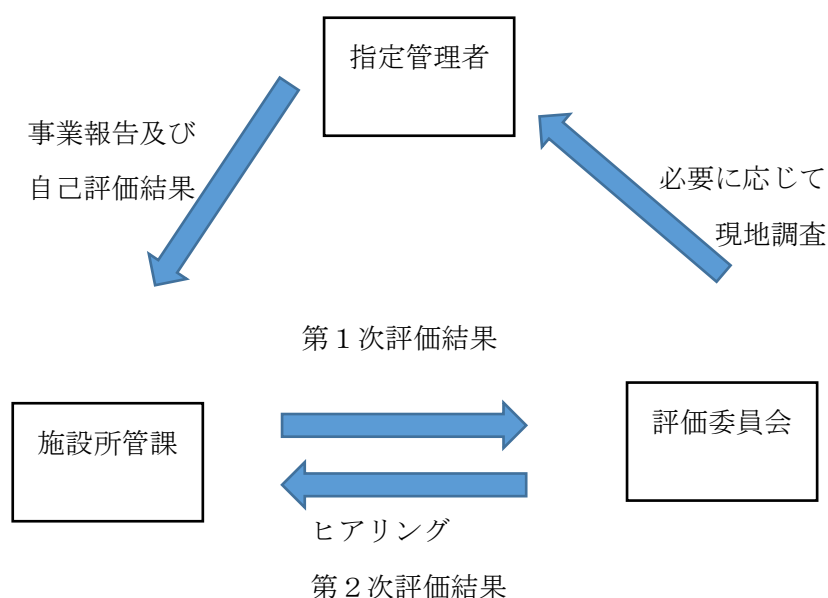 指定管理者
事業報告及び
自己評価結果
必要に応じて
現地調査
第１次評価結果
施設所管課
評価委員会
ヒアリング
第２次評価結果